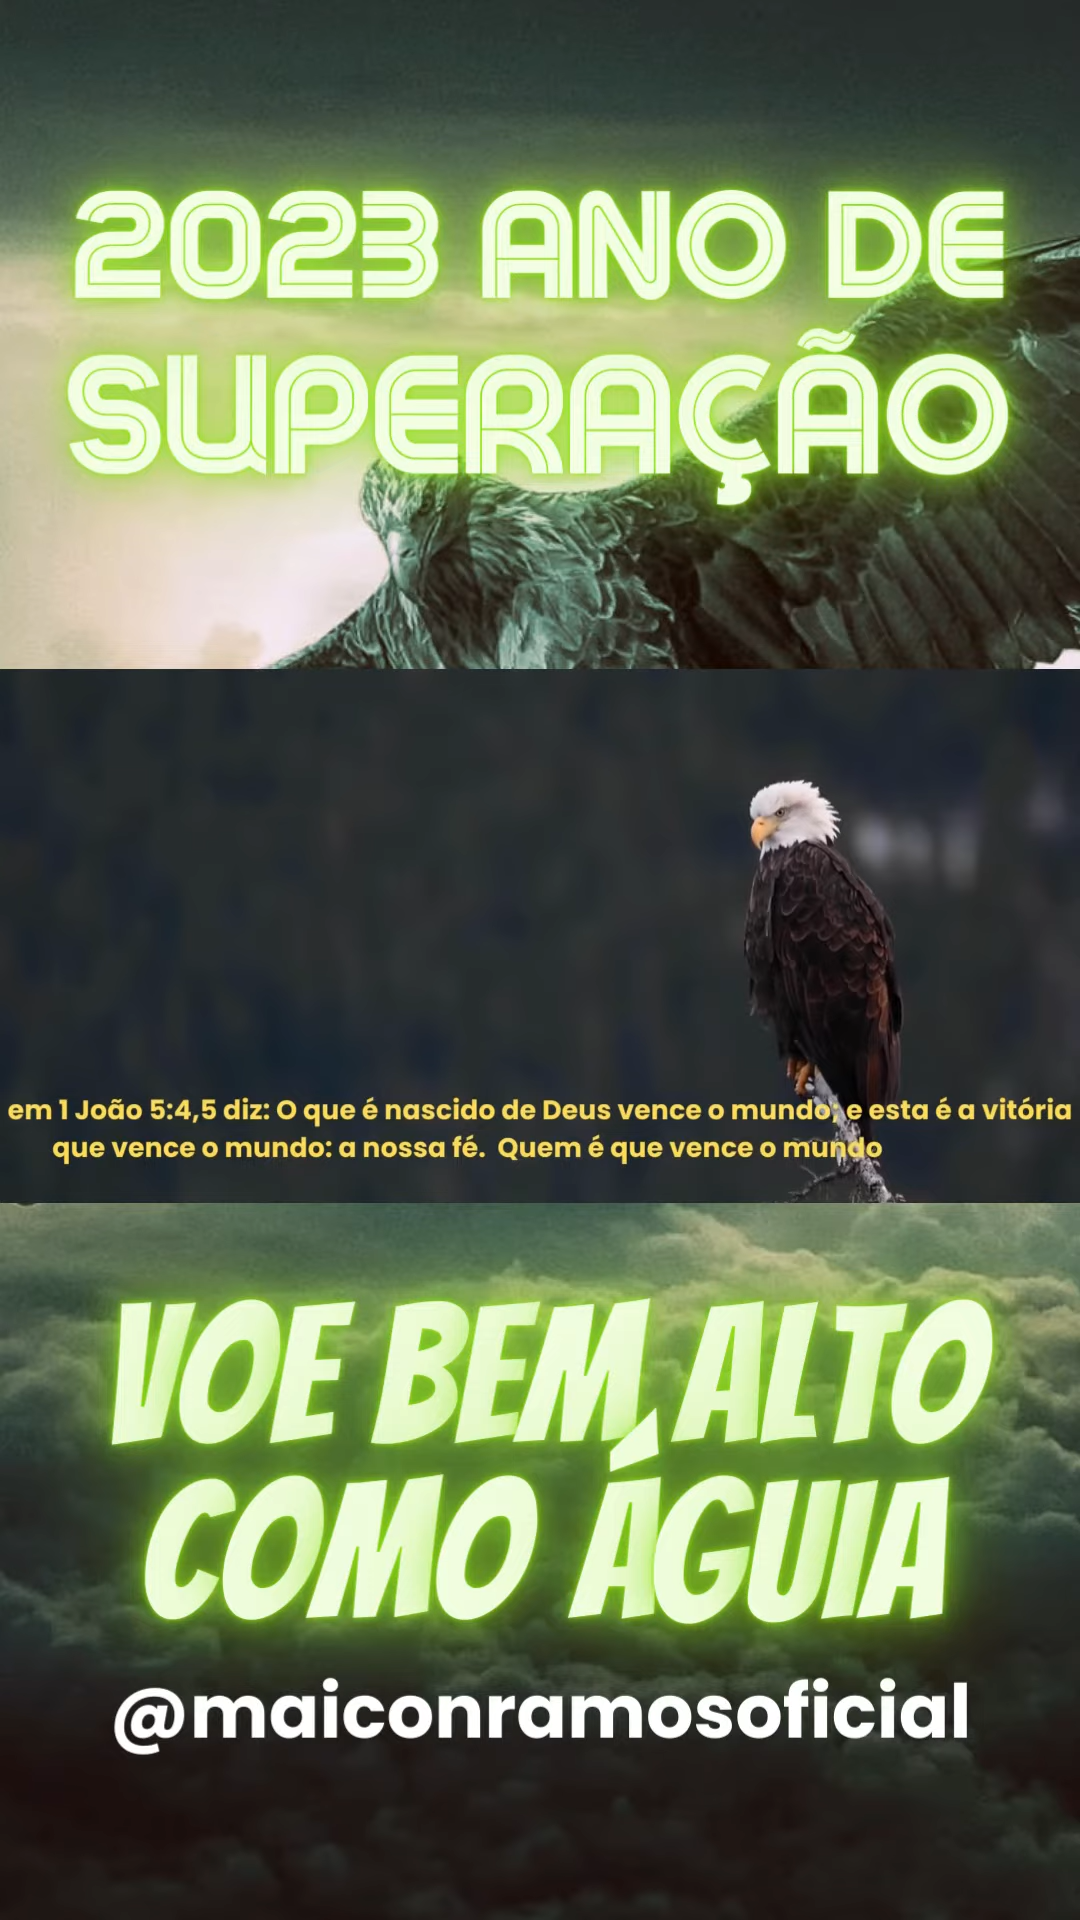 2023 ANO DE
SUPERAÇÃO
em 1 João 5:4,5 diz: O que é nascido de Deus vence o mundo; e esta é a vitória
que vence o mundo: a nossa fé. Quem é que vence o mundo
VOE BEM ALTO
COMO ÁGUIA
@maiconramosoficial